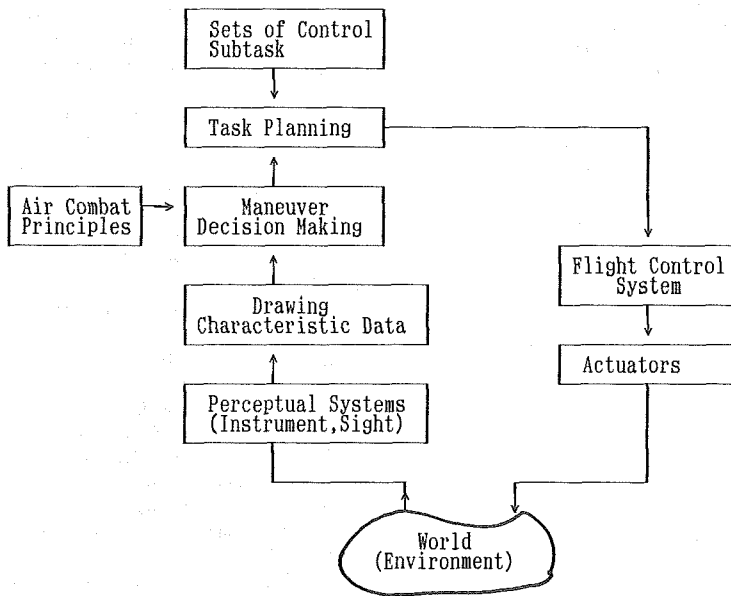 Sets of Control
Subtask
Task Planning
Air Combat
Principles
Maneuver
Decision Making
Flight Control
System
Drawing
Characteristic Data
Actuators
Perceptual Systems
(Instrument,Sight)
World
(Environment)